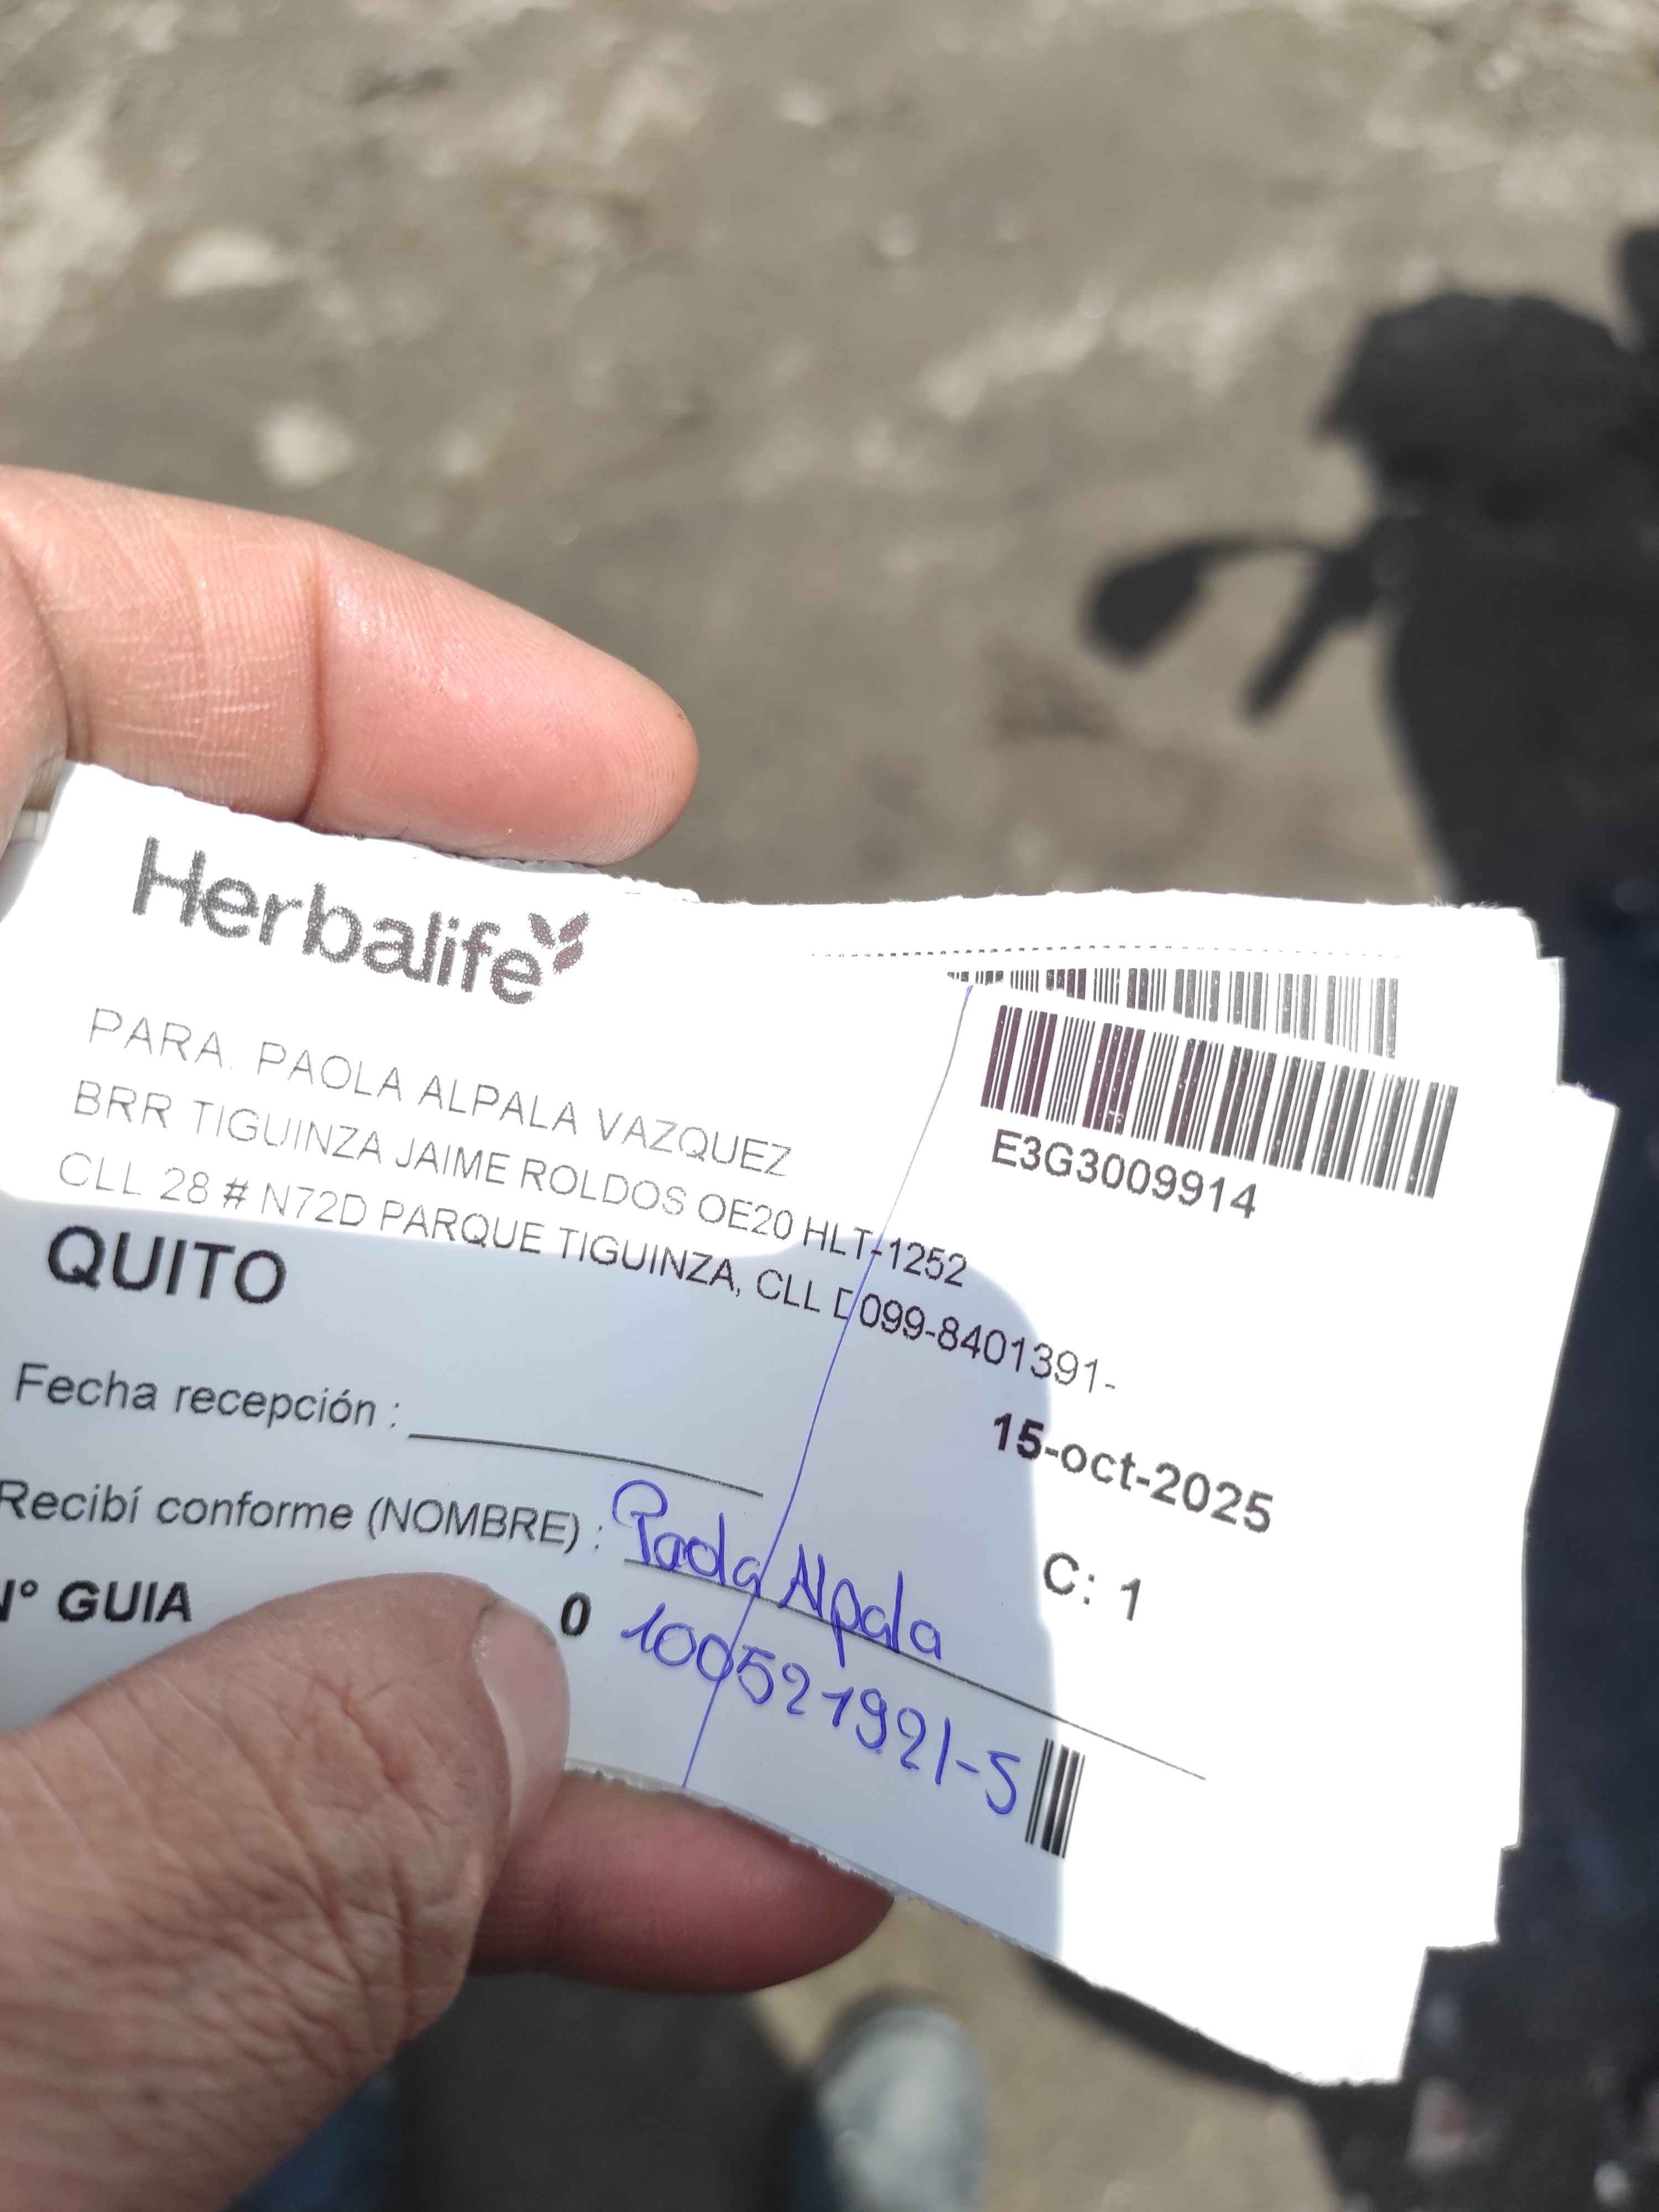 Herbalife
PARA. PAOLA ALPALA VAZQUEZ
BRR TIGUINZA JAIME ROLDOS OE20 HLT-1252
CLL 28 # N72D PARQUE TIGUINZA, CLL D 099-8401391-
QUITO
E3G3009914
Fecha recepción :
15-oct-2025
Recibí conforme (NOMBRE) : Paola Alpala
C: 1
N° GUIA 0
100521921-5